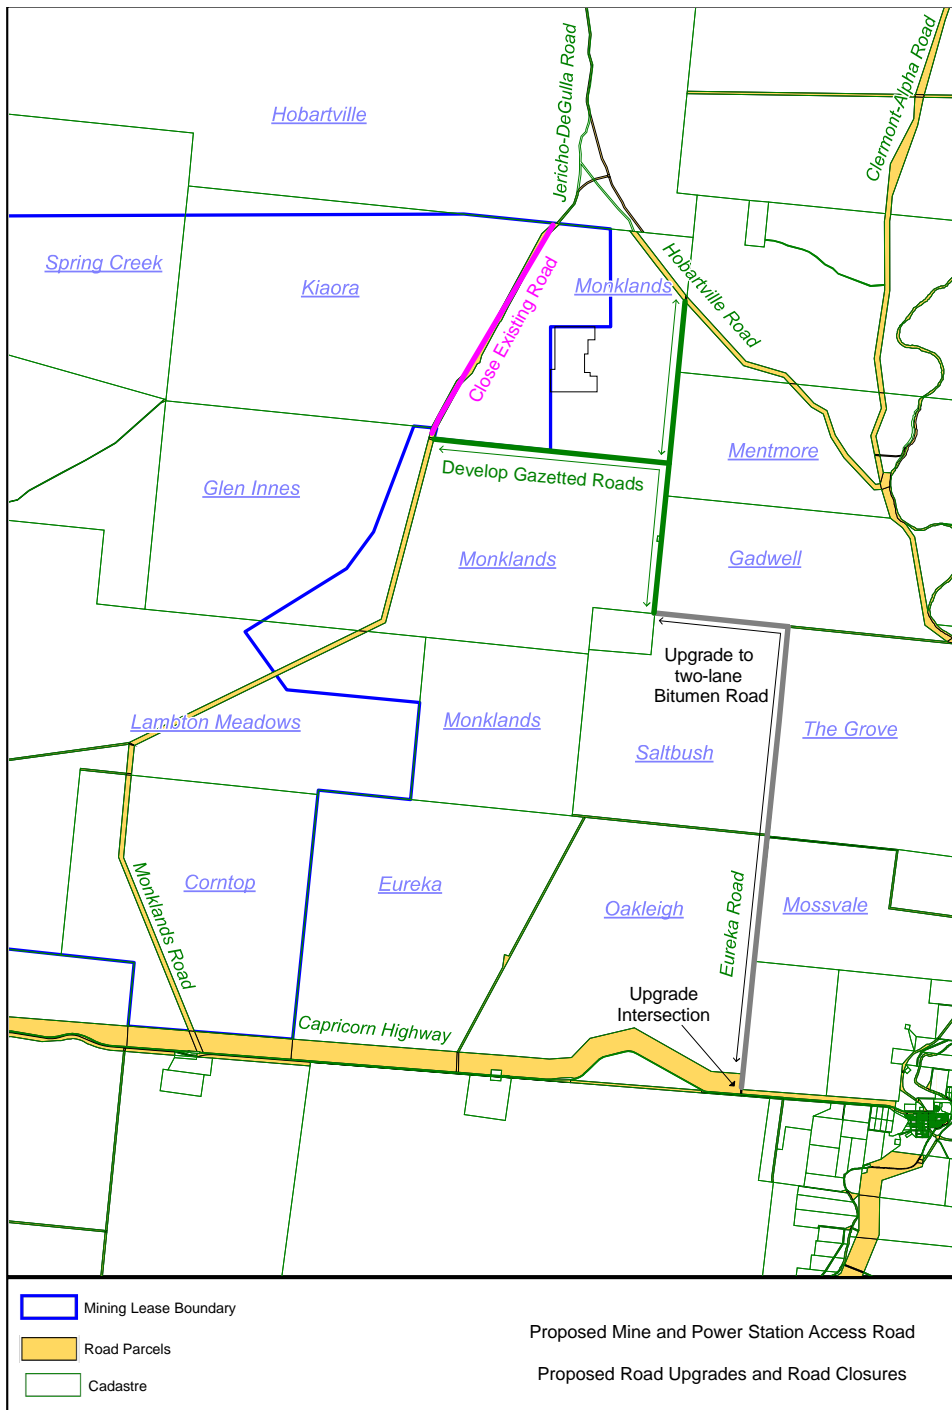 Hobartville
Jericho-DeGulla Road
Clermont-Alpha Road
Spring Creek
Kiaora
Monklands
Hobartville Road
Close Existing Road
Mentmore
Develop Gazetted Roads
Glen Innes
Monklands
Gadwell
Upgrade to
two-lane
Bitumen Road
Lambton Meadows
Monklands
The Grove
Saltbush
Corntop
Eureka
Oakleigh
Mossvale
Monklands Road
Eureka Road
Upgrade
Intersection
Capricorn Highway
Mining Lease Boundary
Road Parcels
Cadastre
Proposed Mine and Power Station Access Road
Proposed Road Upgrades and Road Closures